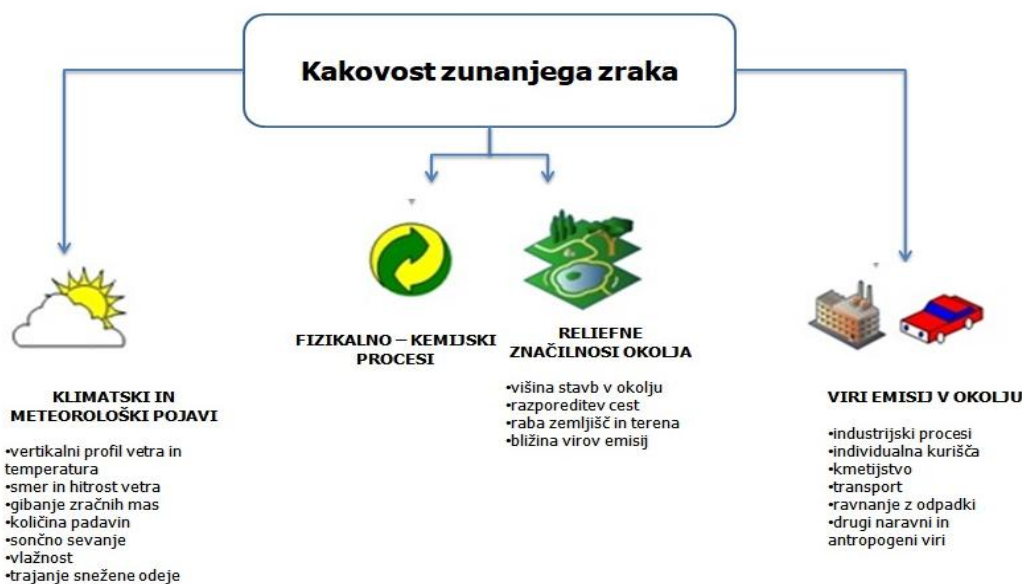 Kakovost zunanjega zraka
KLIMATSKI IN
METEOROLOŠKI POJAVI
•vertikalni profil vetra in
temperatura
•smer in hitrost vetra
•gibanje zračnih mas
•količina padavin
•sončno sevanje
•vlažnost
•trajanje snežene odeje
FIZIKALNO – KEMIJSKI
PROCESI
RELIEFNE
ZNAČILNOSI OKOLJA
•višina stavb v okolju
•razporeditev cest
•raba zemljišč in terena
•bližina virov emisij
VIRI EMISIJ V OKOLJU
•industrijski procesi
•individualna kurišča
•kmetijstvo
•transport
•ravnanje z odpadki
•drugi naravni in
antropogeni viri